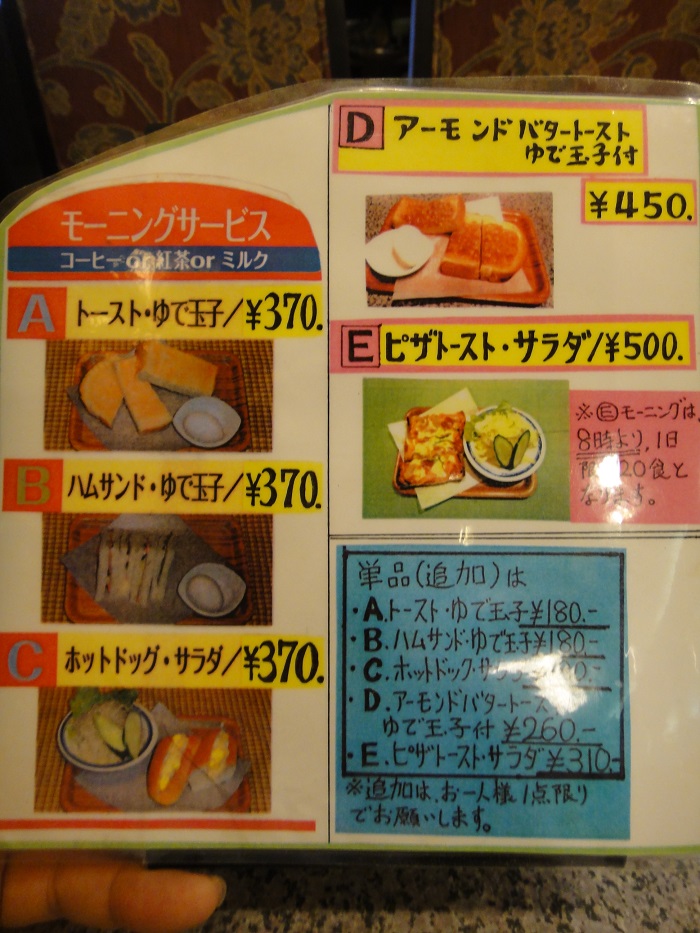 モーニングサービス
コーヒーor紅茶orミルク
A トースト・ゆで玉子/¥370.
B ハムサンド・ゆで玉子/¥370.
C ホットドッグ・サラダ/¥370.
D アーモンドバタートースト
ゆで玉子付
¥450.
E ピザトースト・サラダ/¥500.
※Ⓔモーニングは、
8時より、1日
限 20食と
なります。
単品(追加)は
・A.トースト・ゆで玉子¥180.-
・B.ハムサンド・ゆで玉子¥180.-
・C.ホットドック・サ
・D.アーモンドバタートース
ゆで玉子付 ¥260.-
・E.ピザトースト・サラダ¥310.-
※追加は、お一人様1点限り
でお願いします。